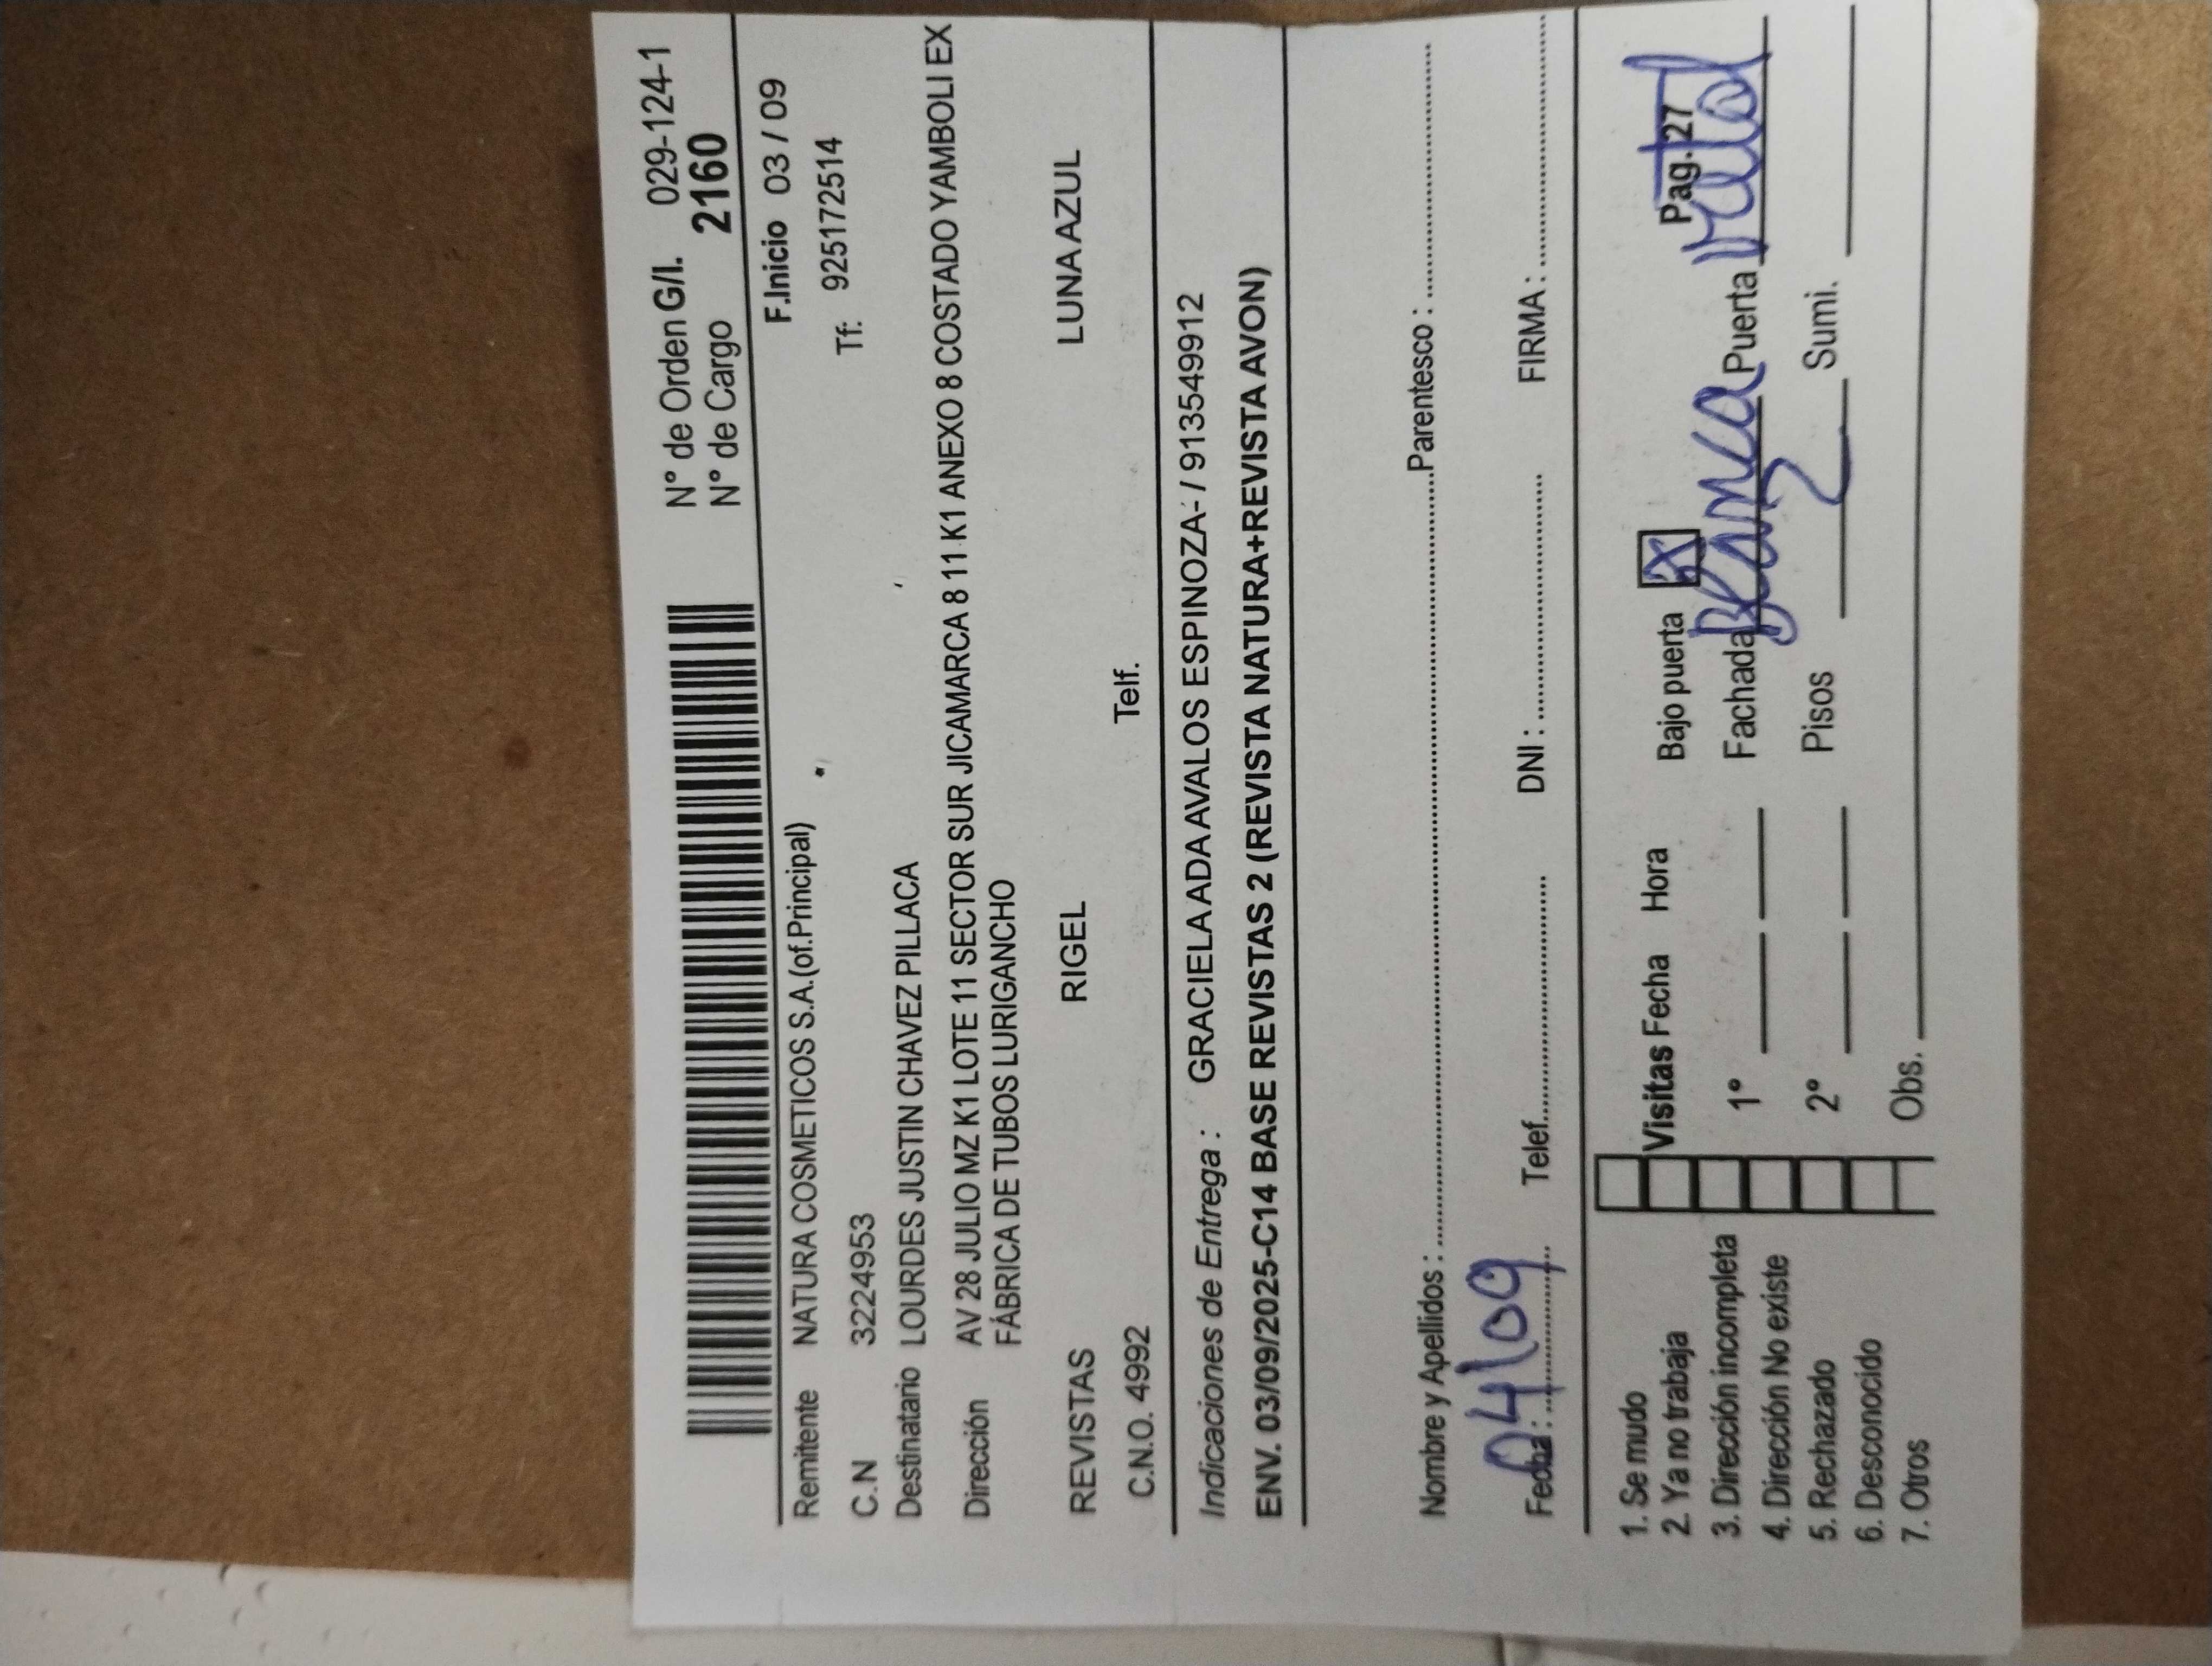 N° de Orden G/I. 029-124-1
N° de Cargo 2160
F.Inicio 03 / 09
Remitente NATURA COSMETICOS S.A.(of.Principal)
Tf: 925172514
C.N 3224953
Destinatario LOURDES JUSTIN CHAVEZ PILLACA
Dirección AV 28 JULIO MZ K1 LOTE 11 SECTOR SUR JICAMARCA 8 11 K1 ANEXO 8 COSTADO YAMBOLI EX
FÁBRICA DE TUBOS LURIGANCHO
REVISTAS RIGEL LUNA AZUL
C.N.O. 4992 Telf.
Indicaciones de Entrega : GRACIELA ADA AVALOS ESPINOZA- / 913549912
ENV. 03/09/2025-C14 BASE REVISTAS 2 (REVISTA NATURA+REVISTA AVON)
Nombre y Apellidos : Parentesco :
Fecha : 04/09 Telef. DNI : FIRMA :
1. Se mudo
2. Ya no trabaja
3. Dirección incompleta
4. Dirección No existe
5. Rechazado
6. Desconocido
7. Otros
Visitas Fecha Hora Bajo puerta X Pag. 27
1° Fachada Blanca Puerta Metal
2° Pisos 2 Sumi.
Obs.